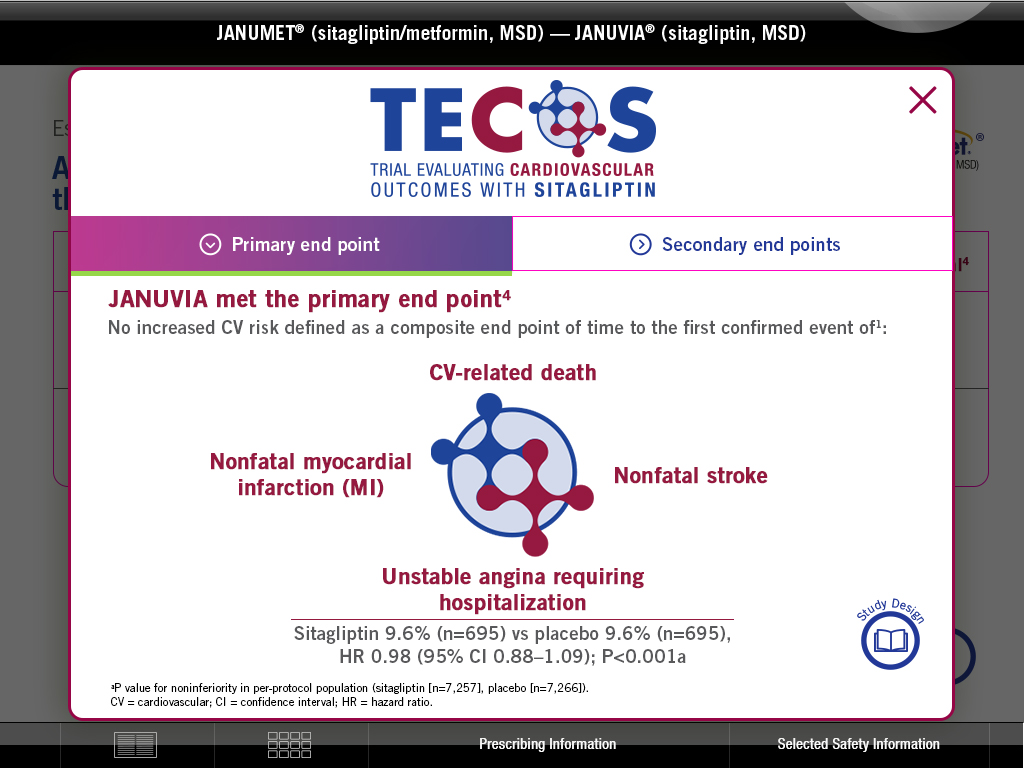 JANUMET® (sitagliptin/metformin, MSD) — JANUVIA® (sitagliptin, MSD)
TECOS
TRIAL EVALUATING CARDIOVASCULAR
OUTCOMES WITH SITAGLIPTIN
Primary end point
Secondary end points
JANUVIA met the primary end point⁴
No increased CV risk defined as a composite end point of time to the first confirmed event of¹:
CV-related death
Nonfatal myocardial
infarction (MI)
Nonfatal stroke
Unstable angina requiring
hospitalization
Sitagliptin 9.6% (n=695) vs placebo 9.6% (n=695),
HR 0.98 (95% CI 0.88–1.09); P<0.001a
Study Design
ᵃP value for noninferiority in per-protocol population (sitagliptin [n=7,257], placebo [n=7,266]).
CV = cardiovascular; CI = confidence interval; HR = hazard ratio.
MSD)
Prescribing Information
Selected Safety Information